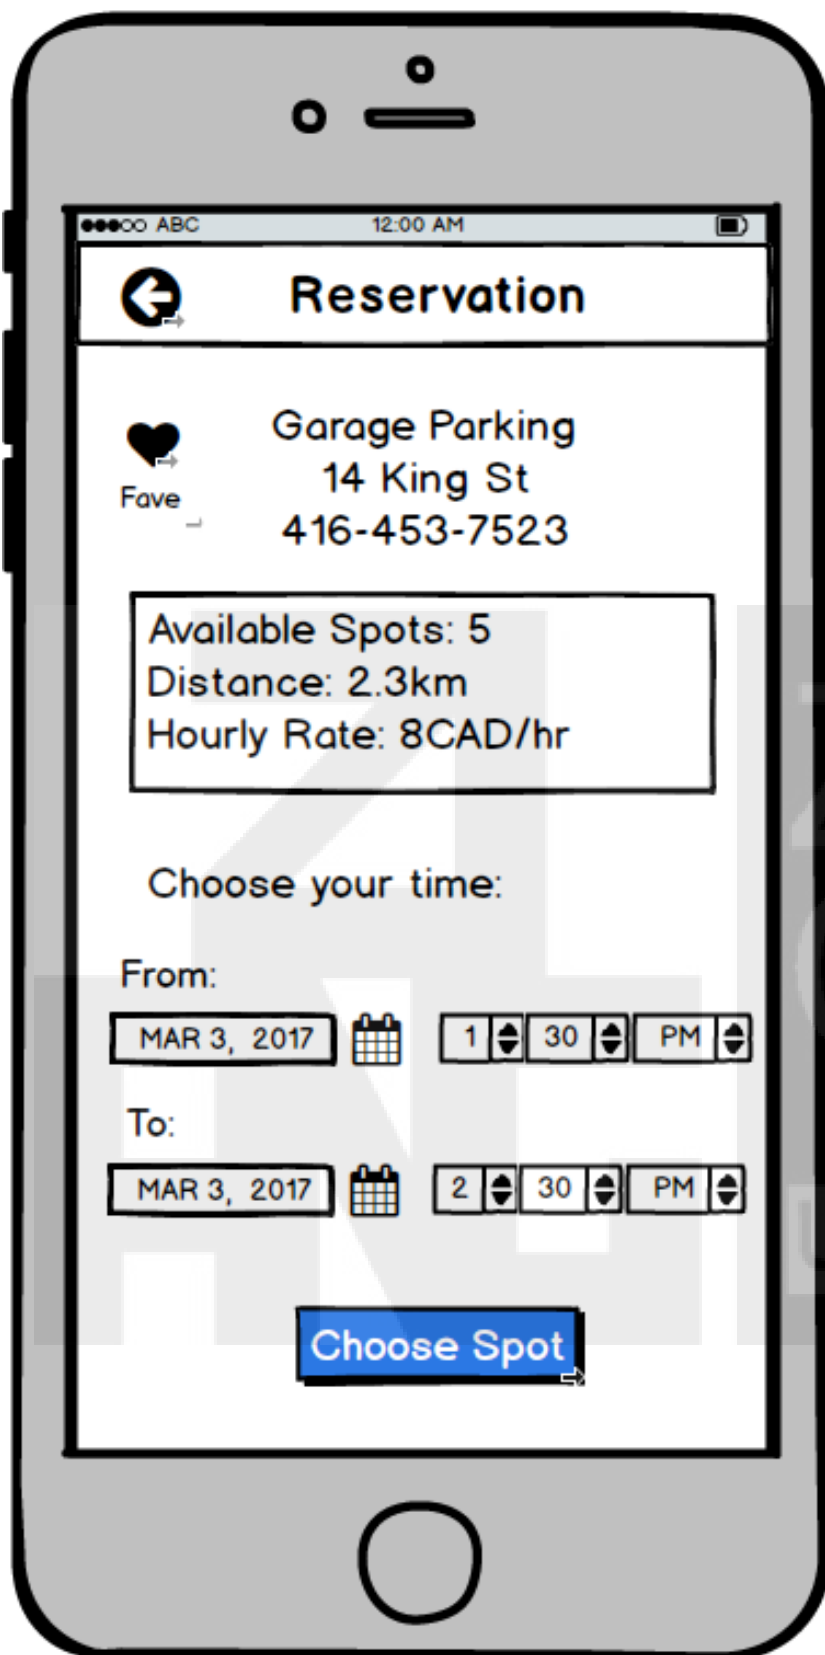 ABC 12:00 AM
Reservation
Garage Parking
14 King St
Fave
416-453-7523
Available Spots: 5
Distance: 2.3km
Hourly Rate: 8CAD/hr
Choose your time:
From:
MAR 3, 2017 1 30 PM
To:
MAR 3, 2017 2 30 PM
Choose Spot